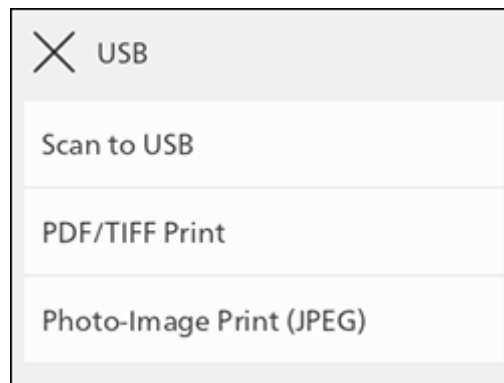 USB
Scan to USB
PDF/TIFF Print
Photo-Image Print (JPEG)